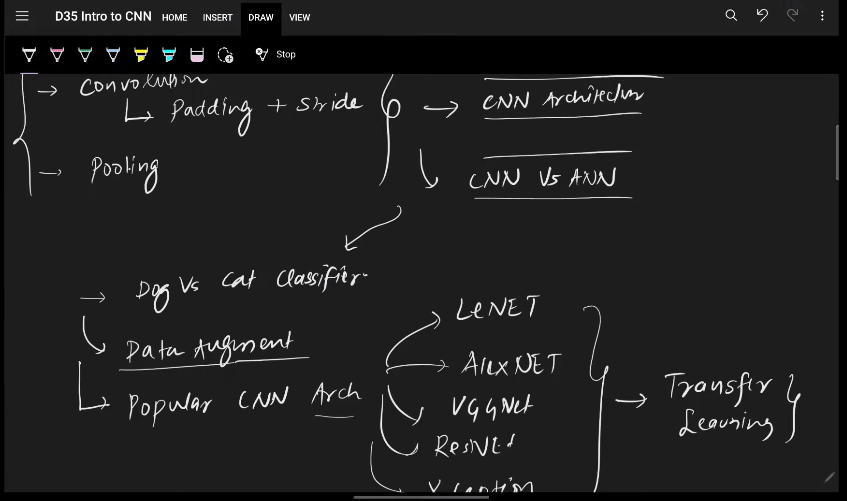 D35 Intro to CNN HOME INSERT DRAW VIEW
Stop
Convolution
Padding + Stride
Pooling
CNN Architectur
CNN Vs ANN
Dog Vs Cat Classifier
Data Augment
Popular CNN Arch
LeNET
AlexNET
VGGNet
ResNEt
Xception
Transfer
Learning